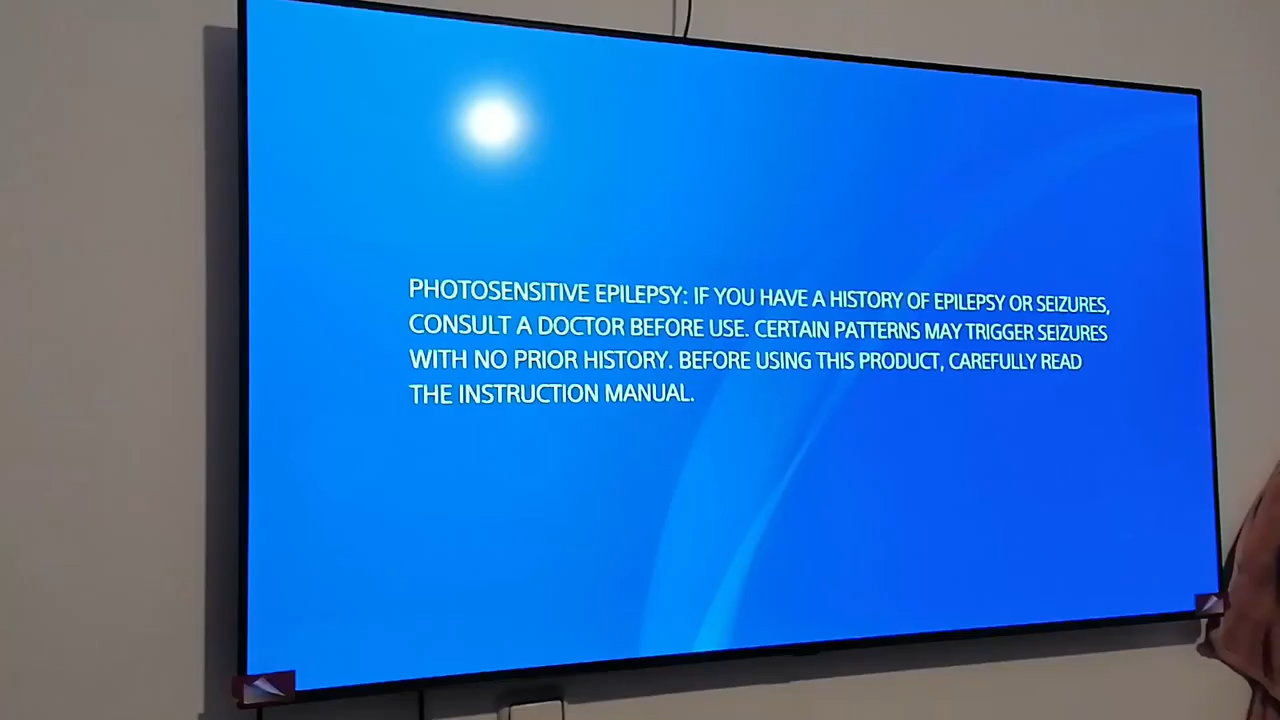 PHOTOSENSITIVE EPILEPSY: IF YOU HAVE A HISTORY OF EPILEPSY OR SEIZURES,
CONSULT A DOCTOR BEFORE USE. CERTAIN PATTERNS MAY TRIGGER SEIZURES
WITH NO PRIOR HISTORY. BEFORE USING THIS PRODUCT, CAREFULLY READ
THE INSTRUCTION MANUAL.